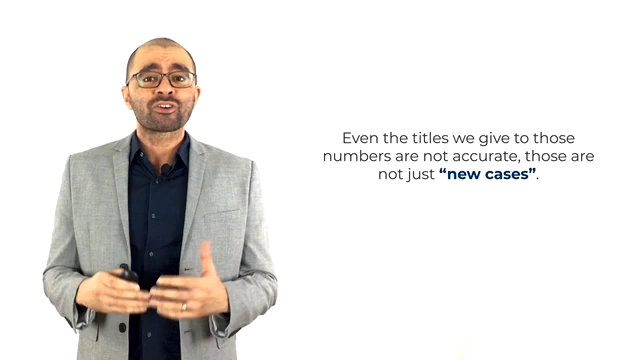 Even the titles we give to those
numbers are not accurate, those are
not just “new cases”.